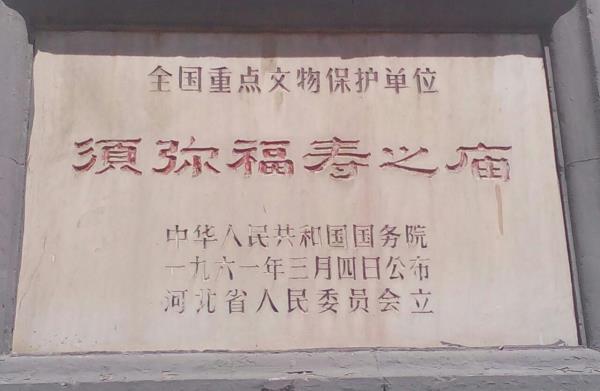 全国重点文物保护单位
須弥福寿之庙
中华人民共和国国务院
一九六一年三月四日公布
河北省人民委员会立